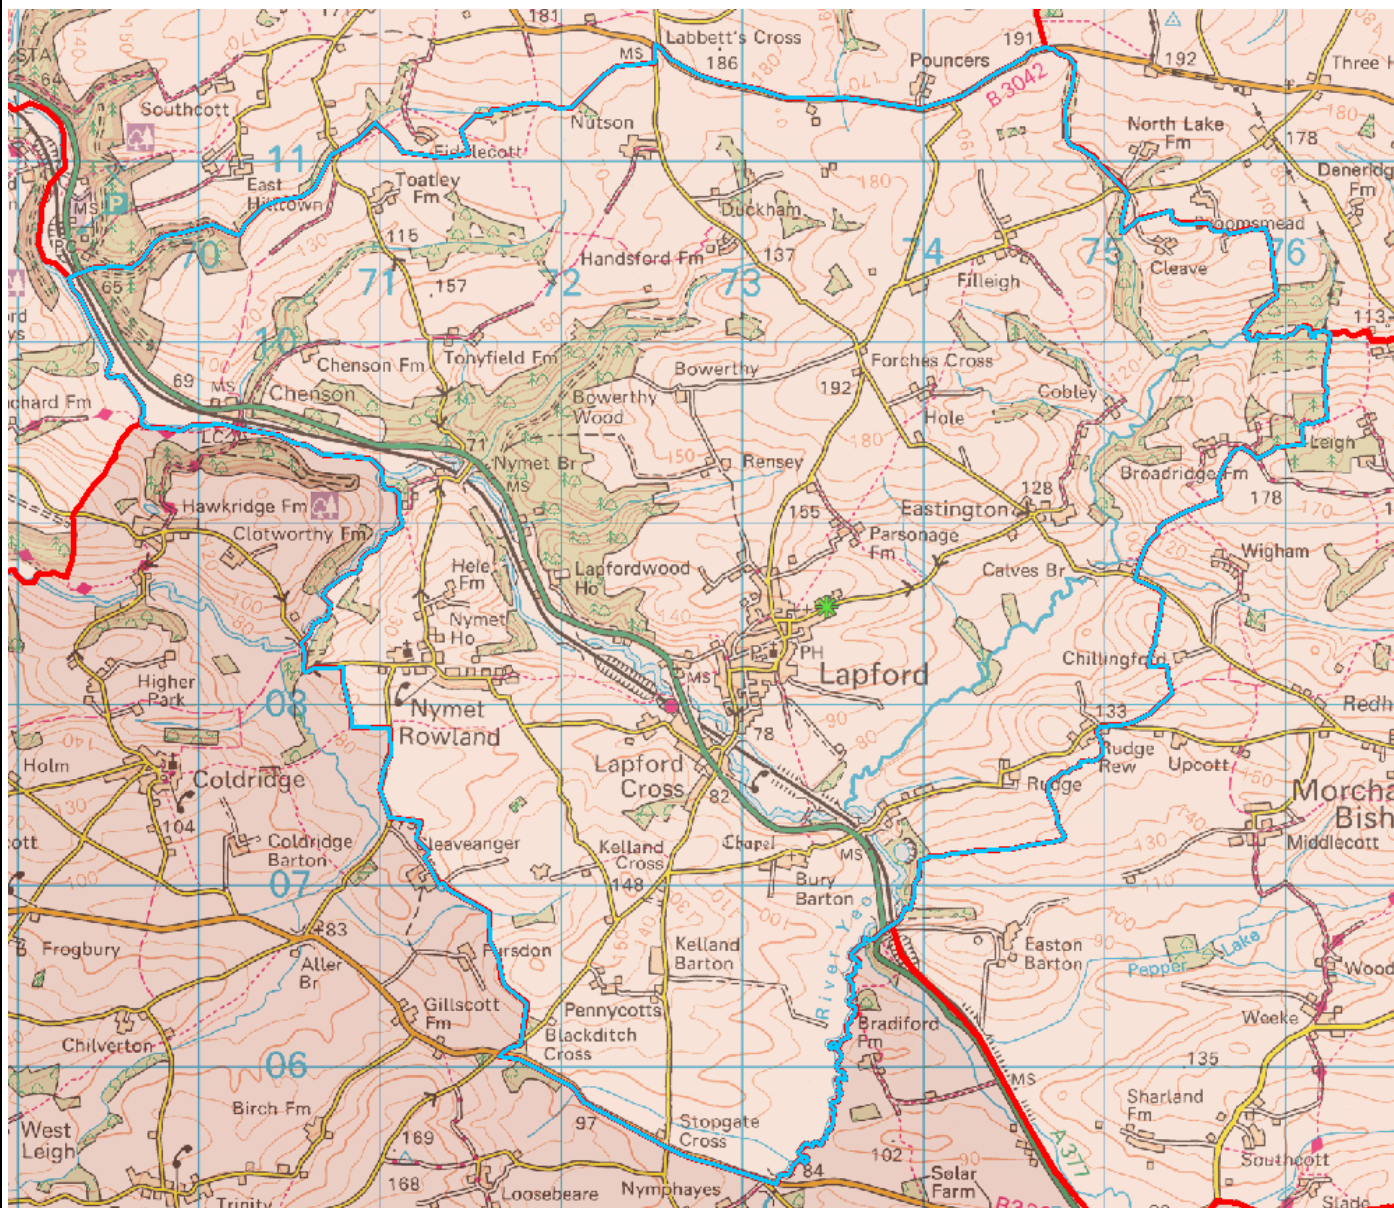 181
Labbett's Cross
MS
186
191
Pouncers
B 3042
192
Three H
STA
64
Southcott
Nutson
North Lake
Fm
178
180
Fiddlecott
11
East
Hilltown
Toatley
Fm
Deneridge
Fm
P
MS
Duckham
Broomsmead
70
115
Handsford Fm
137
74
75
76
Cleave
65
71
157
72
73
Filleigh
113
10
Chenson Fm
Tonyfield Fm
Bowerthy
Forches Cross
192
69
MS
Chenson
Bowerthy
Wood
Cobley
Hole
chard Fm
LC
71
Nymet Br
MS
Rensey
Leigh
Broadridge Fm
178
Hawkridge Fm
128
155
Eastington
Clotworthy Fm
Parsonage
Fm
Hele
Fm
Lapfordwood
Ho
Calves Br
Wigham
Nymet
Ho
PH
Lapford
Chillingford
Higher
Park
MS
Nymet
Rowland
78
133
Redh
Rudge
Rew
Upcott
Holm
Coldridge
Lapford
Cross
82
Rudge
Morcha
Bish
104
Coldridge
Barton
Cleaveanger
Kelland
Cross
Chapel
MS
Middlecott
07
148
Bury
Barton
Frogbury
83
Aller
Br
Farsdon
Kelland
Barton
River Yeo
Easton
Barton
Pepper Lake
Wood
Gillscott
Fm
Pennycotts
Blackditch
Cross
Bradiford
Fm
Weeke
Chilverton
06
MS
135
Birch Fm
97
Stopgate
Cross
Sharland
Fm
West
Leigh
169
168
84
102
A 377
Southcott
Trinity
Loosebeare
Nymphayes
Solar
Farm
Slade